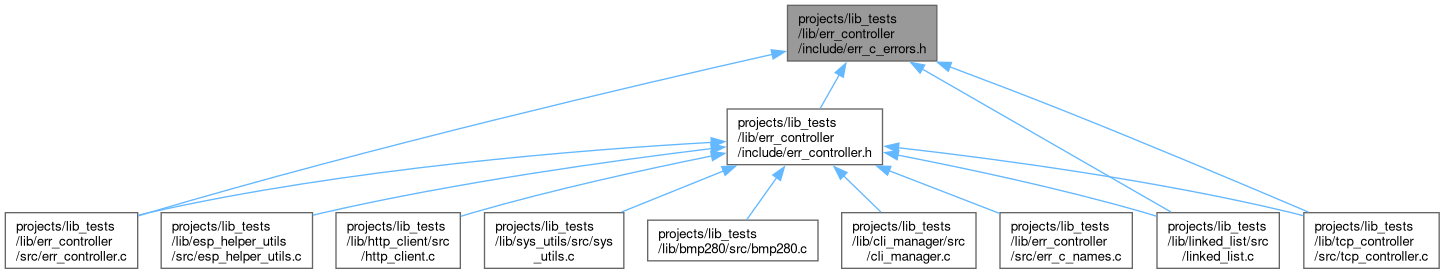 projects/lib_tests
/lib/err_controller
/include/err_c_errors.h
projects/lib_tests
/lib/err_controller
/include/err_controller.h
projects/lib_tests
/lib/err_controller
/src/err_controller.c
projects/lib_tests
/lib/esp_helper_utils
/src/esp_helper_utils.c
projects/lib_tests
/lib/http_client/src
/http_client.c
projects/lib_tests
/lib/sys_utils/src/sys
_utils.c
projects/lib_tests
/lib/bmp280/src/bmp280.c
projects/lib_tests
/lib/cli_manager/src
/cli_manager.c
projects/lib_tests
/lib/err_controller
/src/err_c_names.c
projects/lib_tests
/lib/linked_list/src
/linked_list.c
projects/lib_tests
/lib/tcp_controller
/src/tcp_controller.c